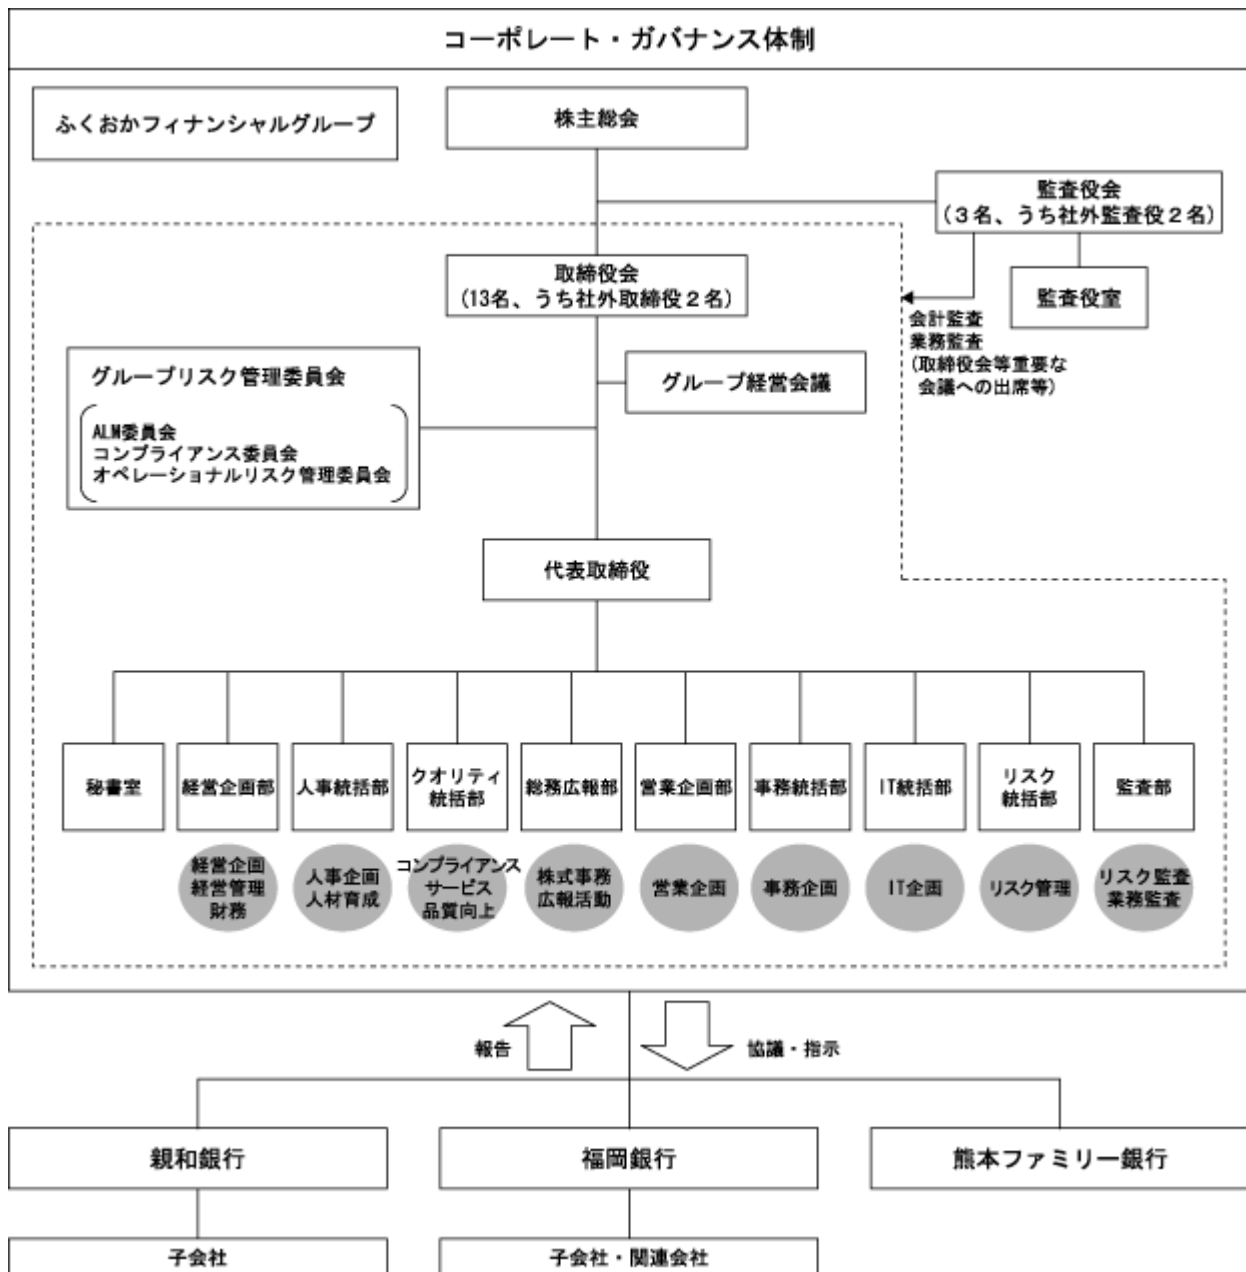 コーポレート・ガバナンス体制
ふくおかフィナンシャルグループ
株主総会
監査役会
(３名、うち社外監査役２名)
取締役会
(13名、うち社外取締役２名)
監査役室
会計監査
業務監査
(取締役会等重要な
会議への出席等)
グループリスク管理委員会
ALM委員会
コンプライアンス委員会
オペレーショナルリスク管理委員会
グループ経営会議
代表取締役
秘書室
経営企画部
人事統括部
クオリティ
統括部
総務広報部
営業企画部
事務統括部
IT統括部
リスク
統括部
監査部
経営企画
経営管理
財務
人事企画
人材育成
コンプライアンス
サービス
品質向上
株式事務
広報活動
営業企画
事務企画
IT企画
リスク管理
リスク監査
業務監査
報告
協議・指示
親和銀行
福岡銀行
熊本ファミリー銀行
子会社
子会社・関連会社